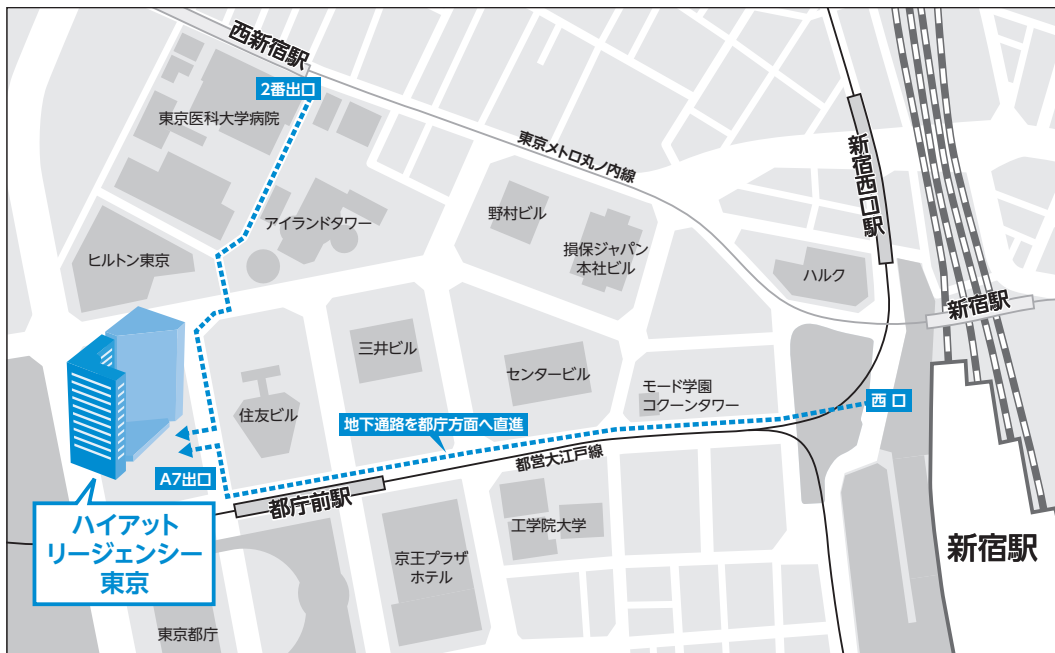 西新宿駅
2番出口
東京医科大学病院
東京メトロ丸ノ内線
新宿西口駅
アイランドタワー
野村ビル
損保ジャパン
本社ビル
ヒルトン東京
ハルク
新宿駅
三井ビル
センタービル
モード学園
コクーンタワー
西口
住友ビル
地下通路を都庁方面へ直進
都営大江戸線
A7出口
都庁前駅
ハイアット
リージェンシー
東京
工学院大学
京王プラザ
ホテル
新宿駅
東京都庁